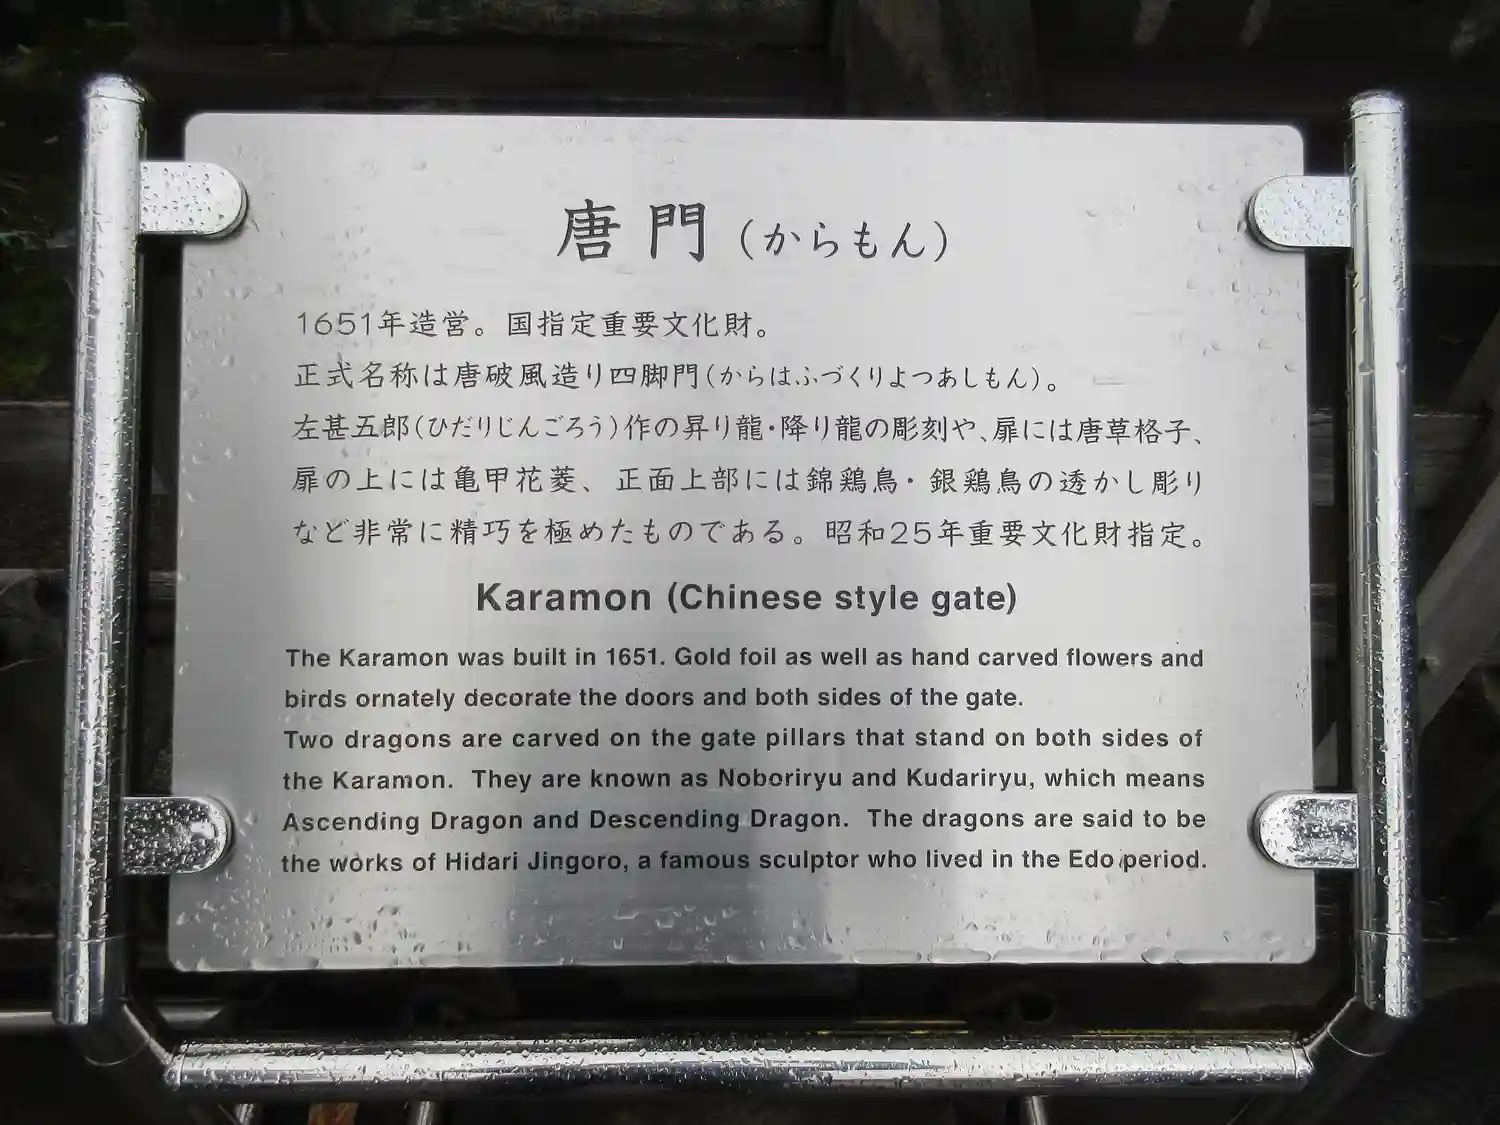 唐門（からもん）
1651年造営。国指定重要文化財。
正式名称は唐破風造り四脚門（からはふづくりよつあしもん）。
左甚五郎（ひだりじんごろう）作の昇り龍・降り龍の彫刻や、扉には唐草格子、
扉の上には亀甲花菱、正面上部には錦鶏鳥・銀鶏鳥の透かし彫り
など非常に精巧を極めたものである。昭和25年重要文化財指定。
Karamon (Chinese style gate)
The Karamon was built in 1651. Gold foil as well as hand carved flowers and
birds ornately decorate the doors and both sides of the gate.
Two dragons are carved on the gate pillars that stand on both sides of
the Karamon. They are known as Noboriryu and Kudariryu, which means
Ascending Dragon and Descending Dragon. The dragons are said to be
the works of Hidari Jingoro, a famous sculptor who lived in the Edo period.